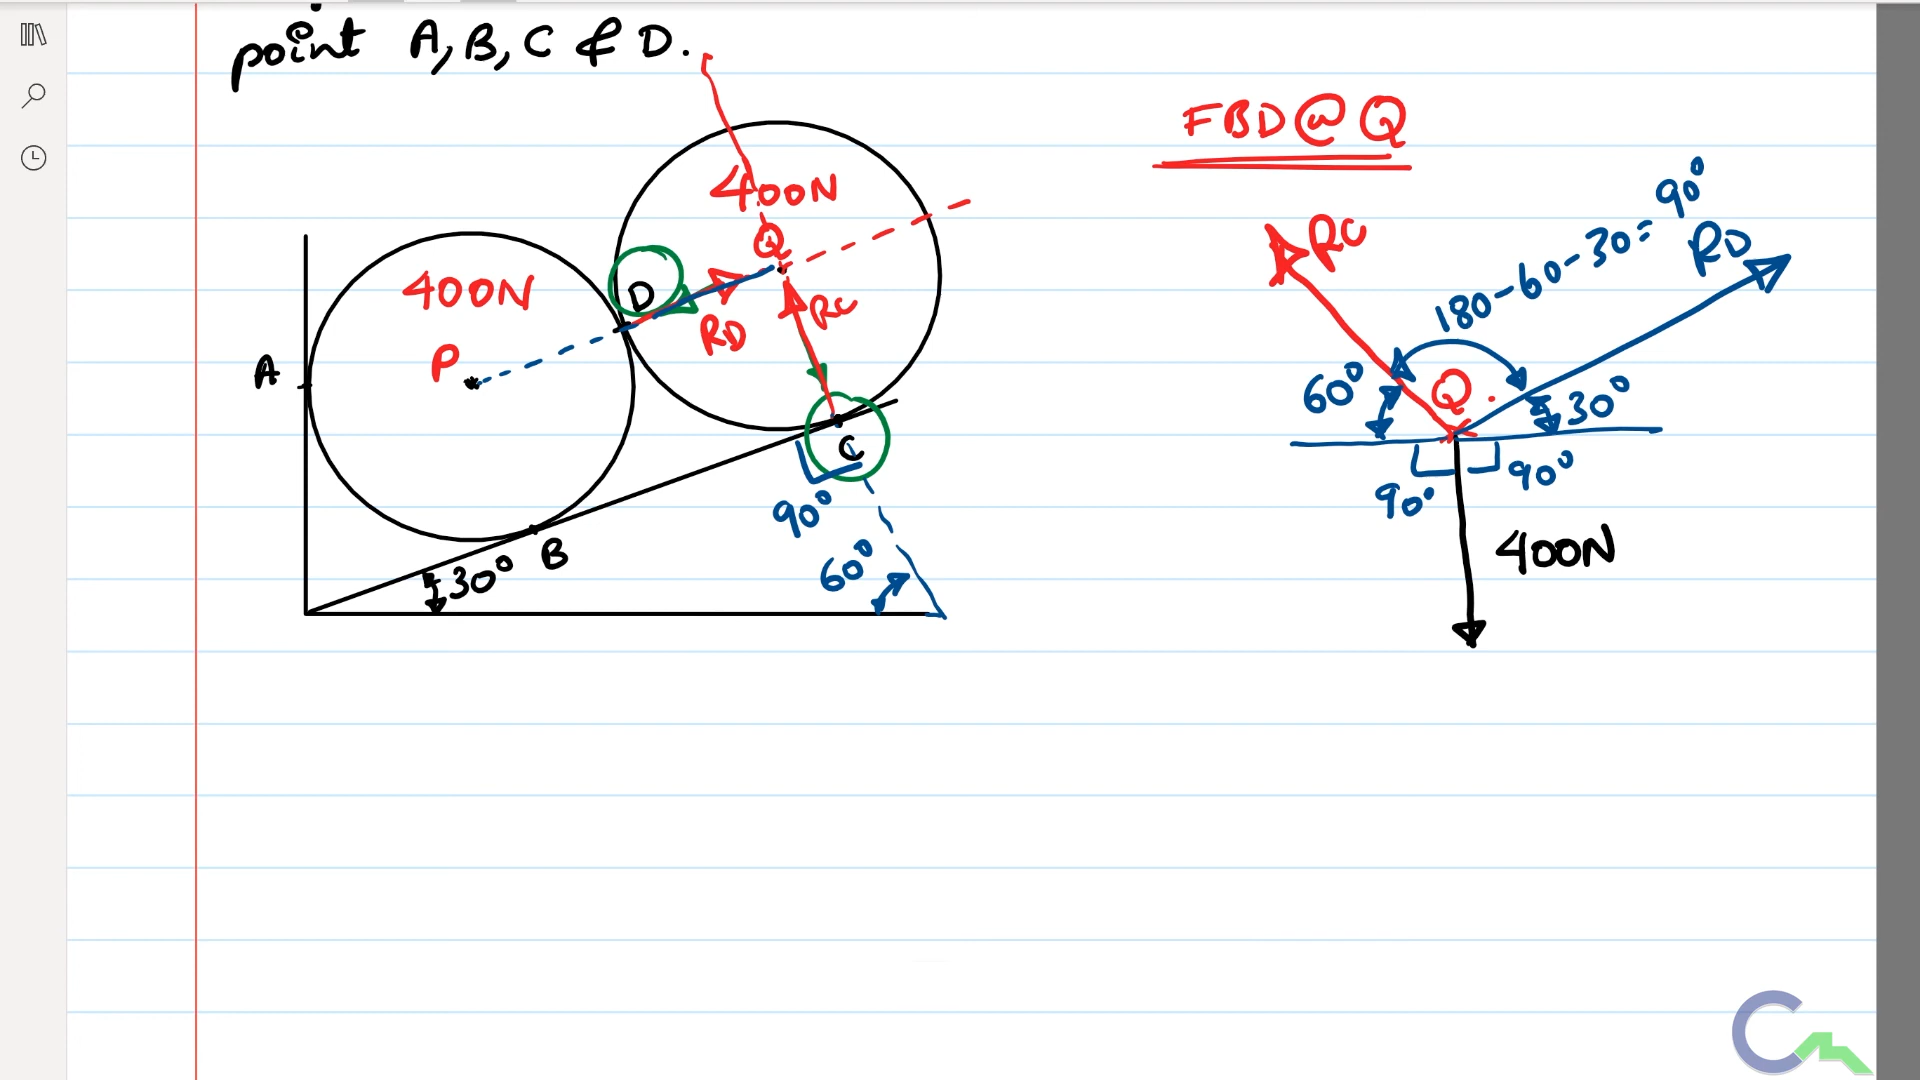 point A, B, C & D.
FBD @ Q
400N
Q
400N
D
RD
RC
P
A
C
90°
B
30°
60°
RC
180-60-30= 90°
RD
60°
Q.
30°
90°
90°
400N